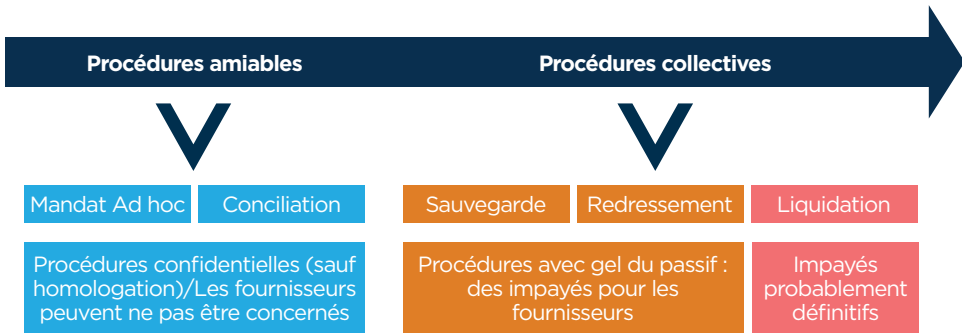 Procédures amiables
Procédures collectives
Mandat Ad hoc
Conciliation
Sauvegarde
Redressement
Liquidation
Procédures confidentielles (sauf
homologation)/Les fournisseurs
peuvent ne pas être concernés
Procédures avec gel du passif :
des impayés pour les
fournisseurs
Impayés
probablement
définitifs